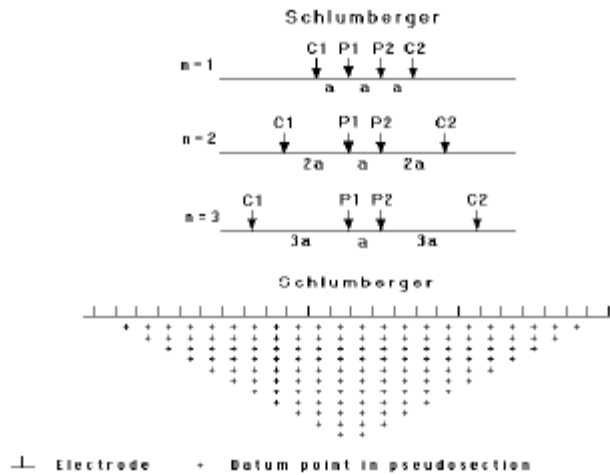 Schlumberger
C1 P1 P2 C2
n=1
a a a
C1 P1 P2 C2
n=2
2a a 2a
C1 P1 P2 C2
n=3
3a a 3a
Schlumberger
Electrode + Datum point in pseudosection